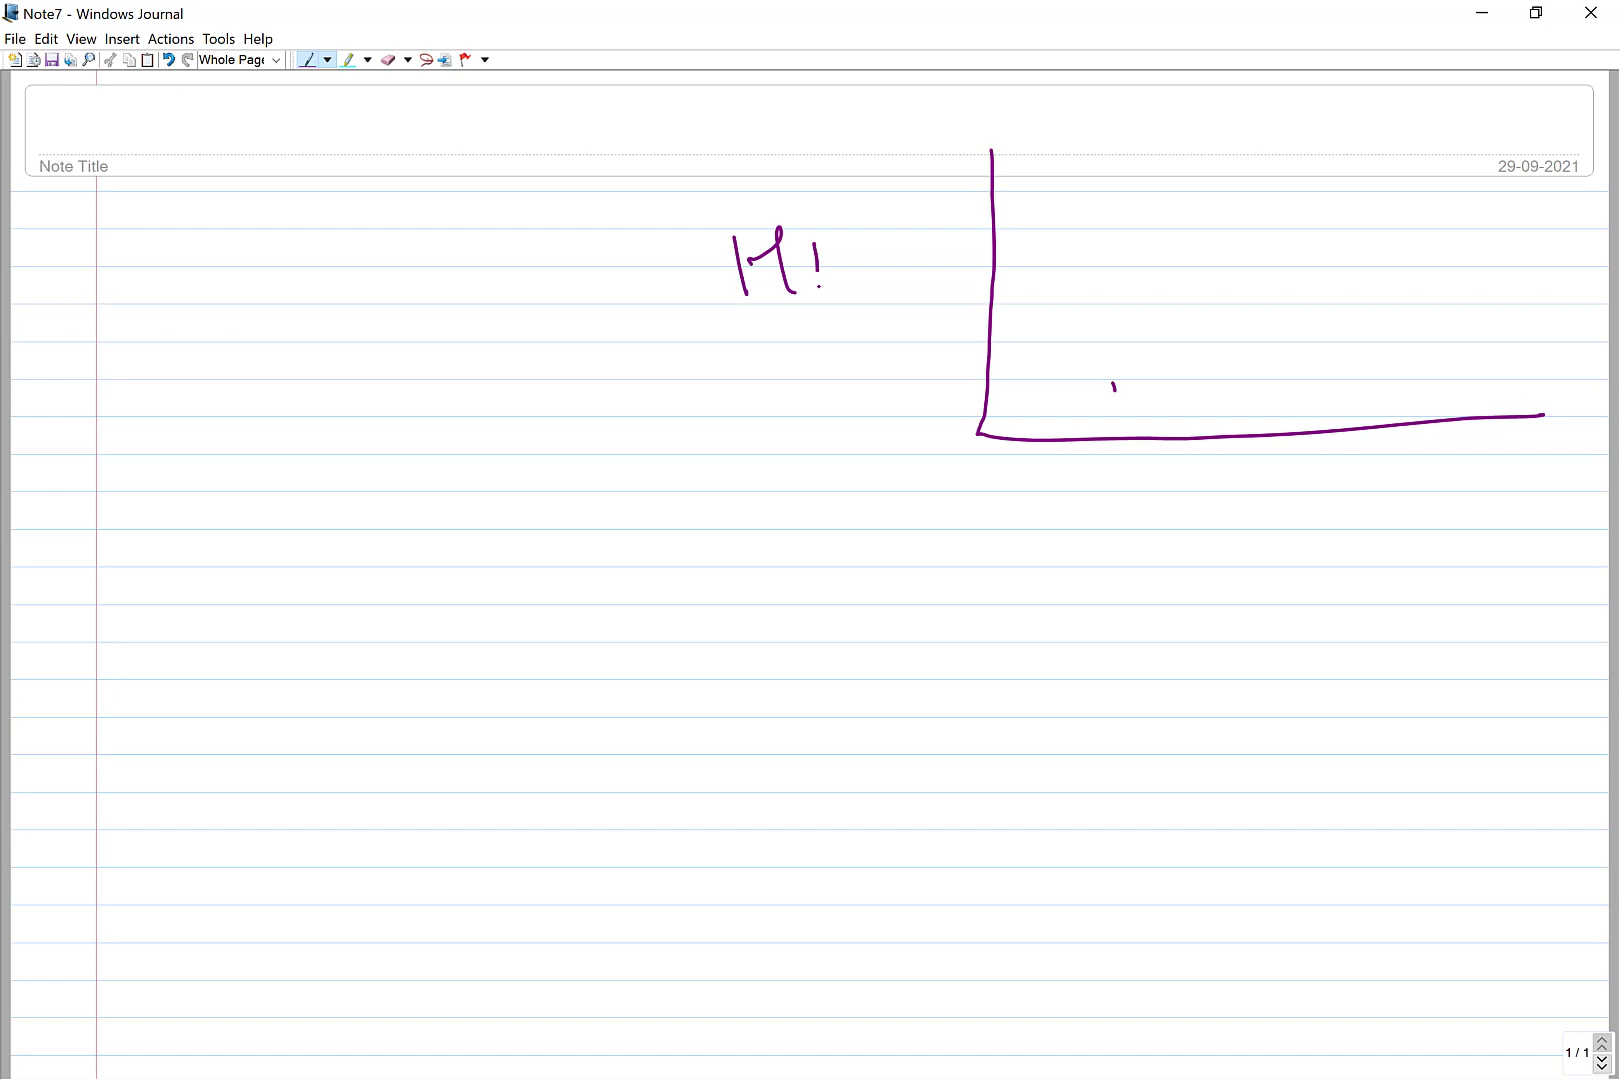 Note7 - Windows Journal
File Edit View Insert Actions Tools Help
Whole Page
Note Title
29-09-2021
H!
1 / 1